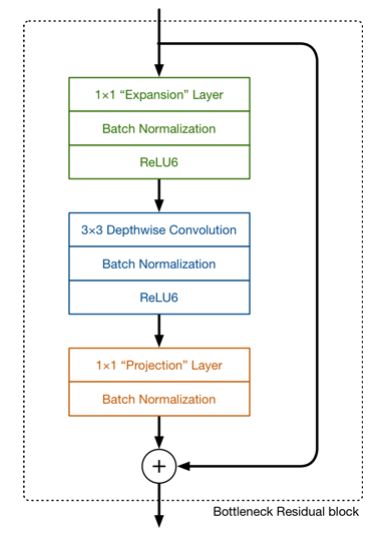 1×1 “Expansion” Layer
Batch Normalization
ReLU6
3×3 Depthwise Convolution
Batch Normalization
ReLU6
1×1 “Projection” Layer
Batch Normalization
+
Bottleneck Residual block